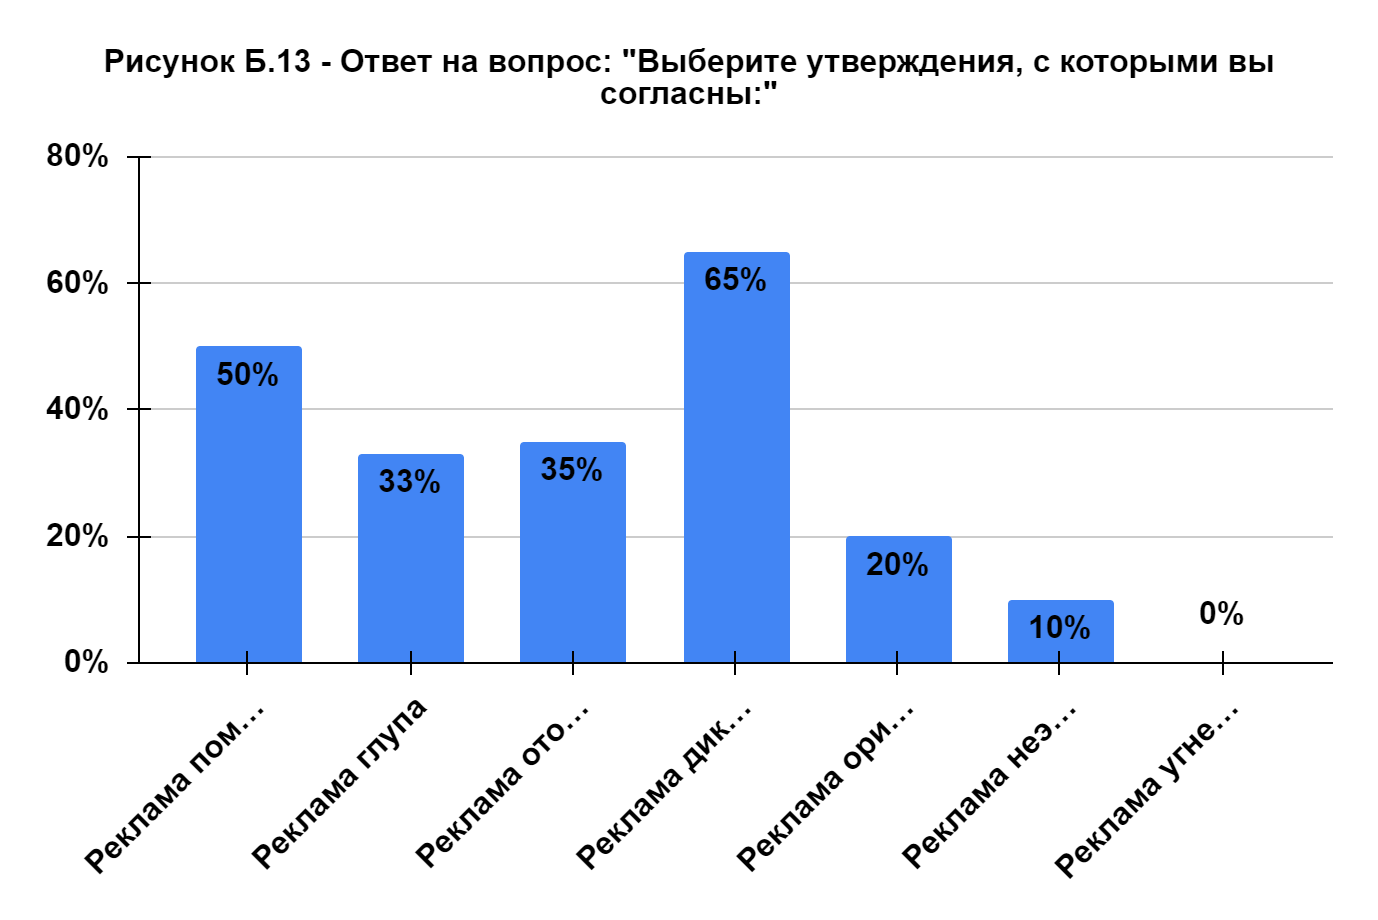 Рисунок Б.13 - Ответ на вопрос: "Выберите утверждения, с которыми вы
согласны:"
80%
60%
40%
20%
0%
50%
33%
35%
65%
20%
10%
0%
Реклама пом...
Реклама глупа
Реклама ото...
Реклама дик...
Реклама ори...
Реклама неэ...
Реклама угне...